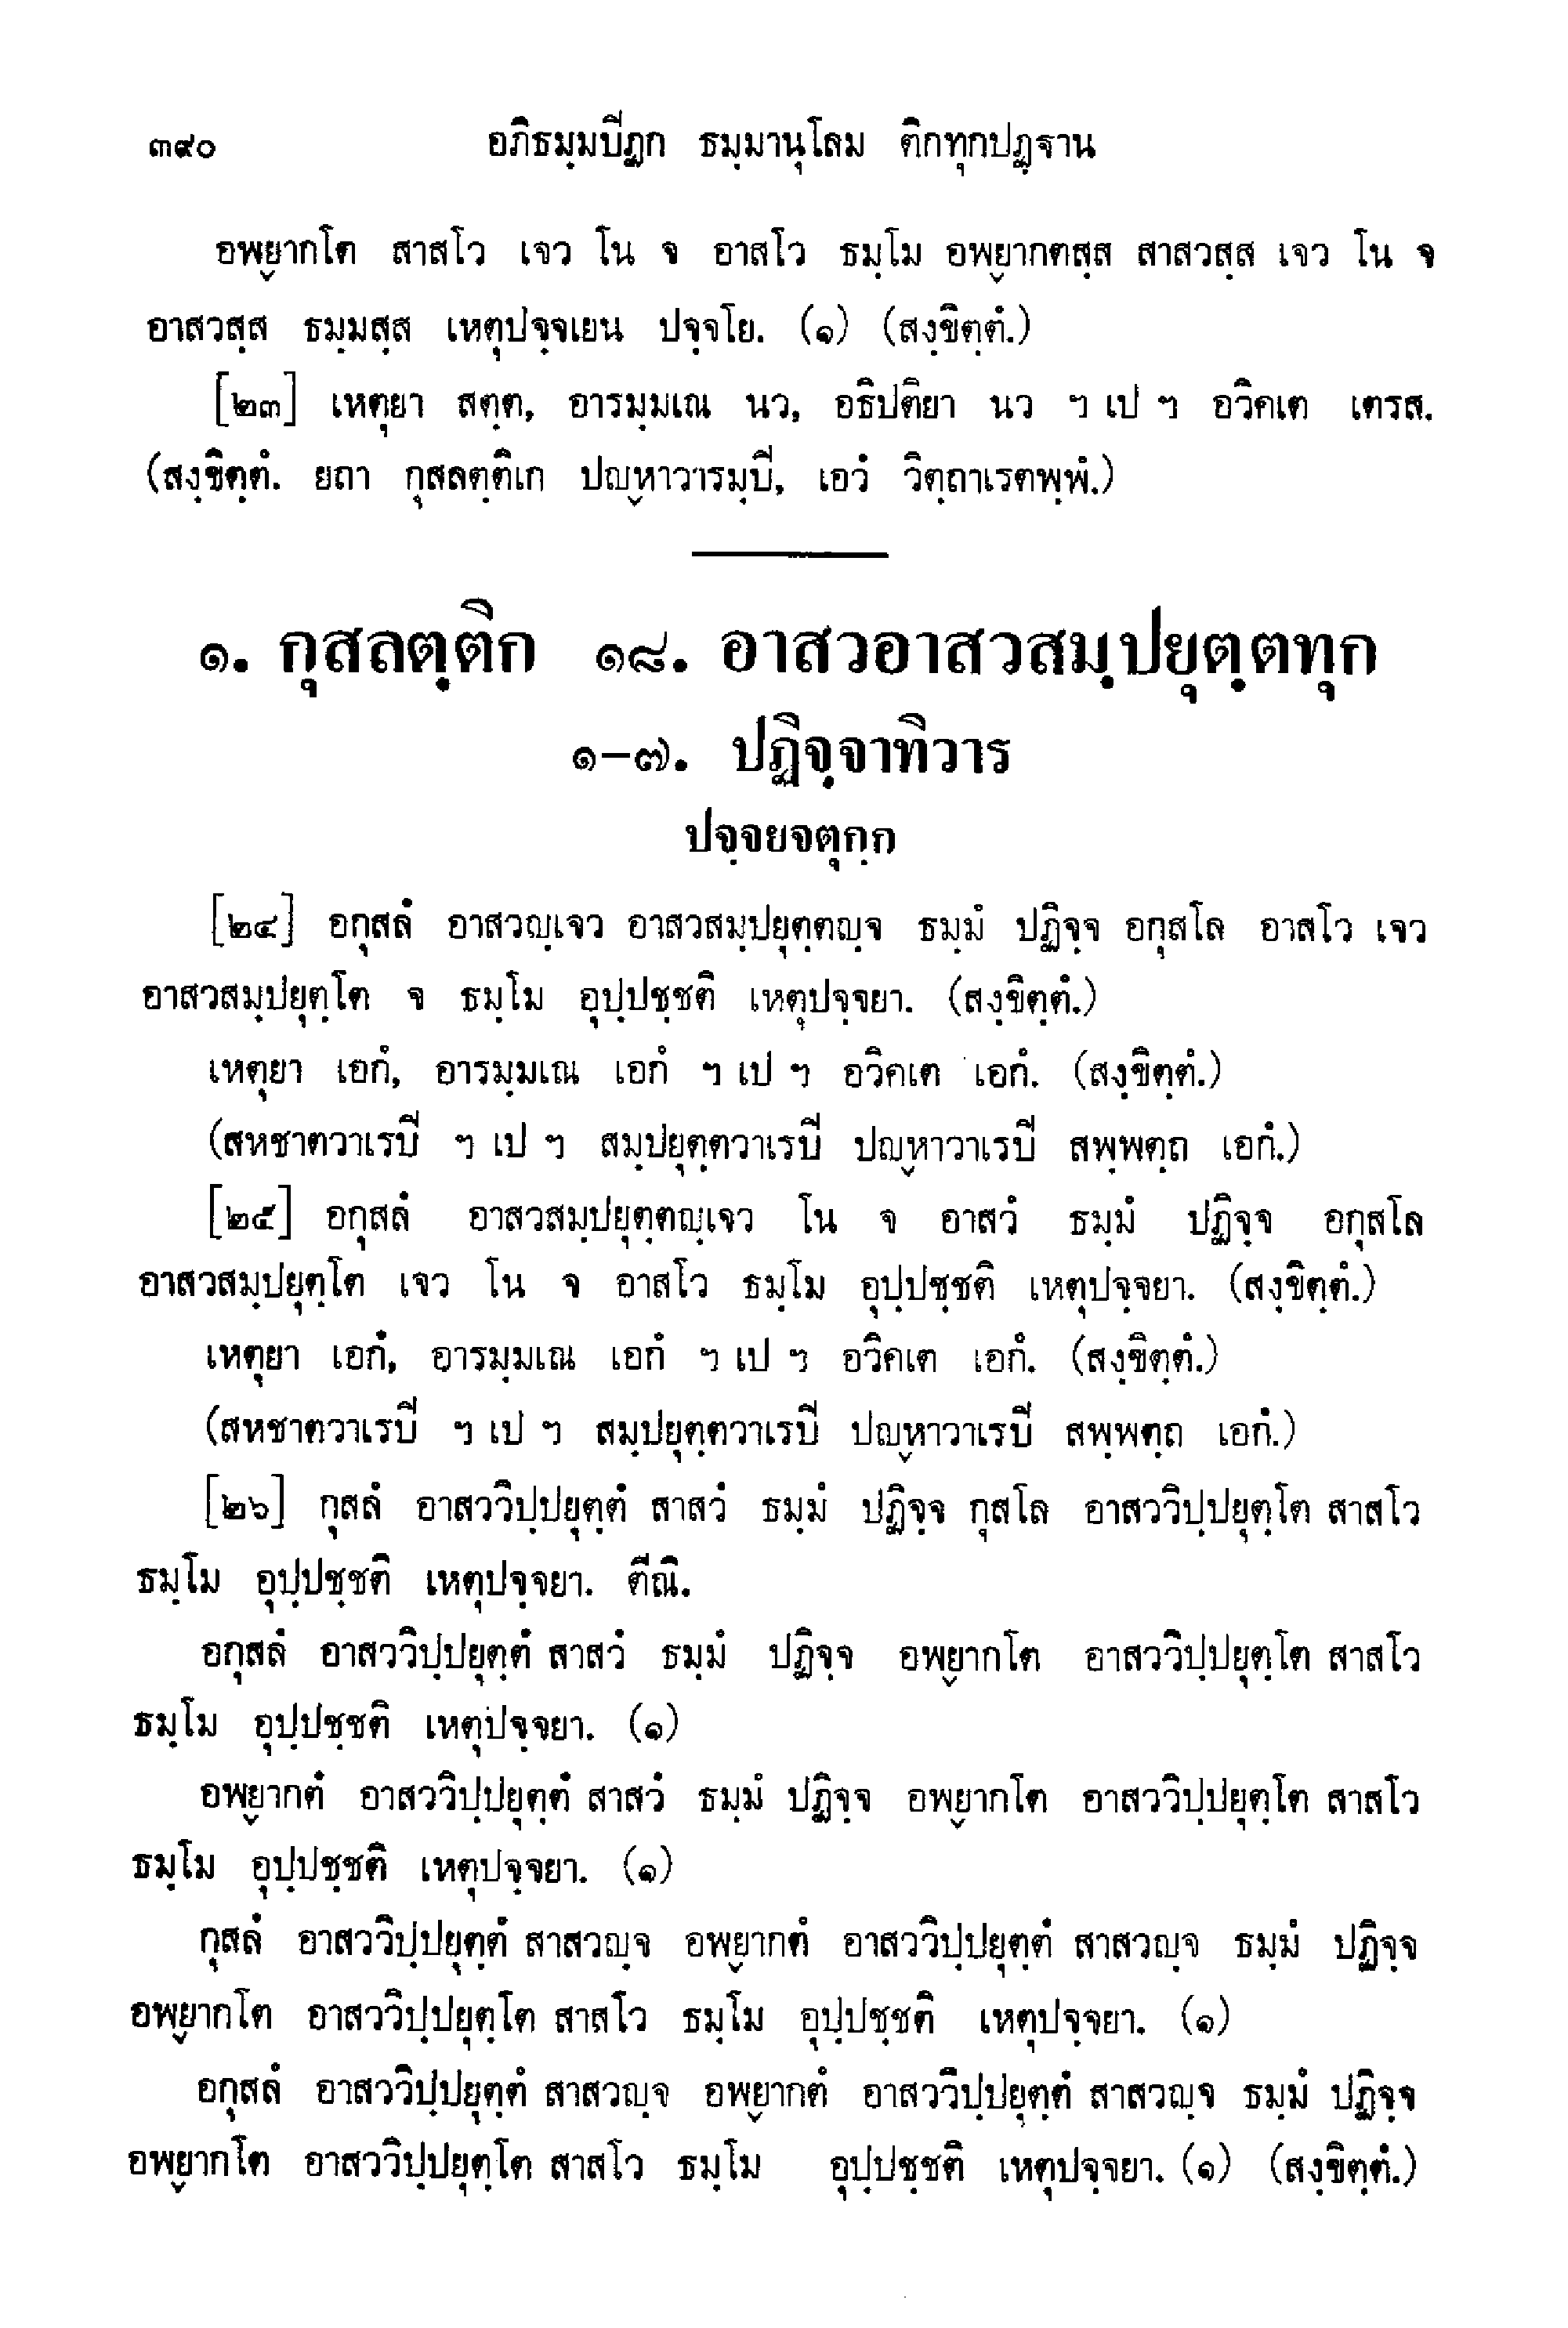 ๓๙๐ อภิธมฺมปิฏก ธมฺมานุโลม ติกทุกปฏฺฐาน
อพฺยากโต สาสโว เจว โน จ อาสโว ธมฺโม อพฺยากตสฺส สาสวสฺส เจว โน จ
อาสวสฺส ธมฺมสฺส เหตุปจฺจเยน ปจฺจโย. (๑) (สงฺขิตฺตํ.)
[๒๓] เหตุยา สตฺต, อารมฺมเณ นว, อธิปติยา นว ฯ เป ฯ อวิคเต เตรส.
(สงฺขิตฺตํ. ยถา กุสลตฺติเก ปญฺหาวารมฺปิ, เอวํ วิตฺถาเรตพฺพํ.)
๑. กุสลตฺติก ๑๘. อาสวอาสวสมฺปยุตฺตทุก
๑-๗. ปฏิจฺจาทิวาร
ปจฺจยจตุกฺก
[๒๔] อกุสลํ อาสวญฺเจว อาสวสมฺปยุตฺตญฺจ ธมฺมํ ปฏิจฺจ อกุสโล อาสโว เจว
อาสวสมฺปยุตฺโต จ ธมฺโม อุปฺปชฺชติ เหตุปจฺจยา. (สงฺขิตฺตํ.)
เหตุยา เอกํ, อารมฺมเณ เอกํ ฯ เป ฯ อวิคเต เอกํ. (สงฺขิตฺตํ.)
(สหชาตวาเรปิ ฯ เป ฯ สมฺปยุตฺตวาเรปิ ปญฺหาวาเรปิ สพฺพตฺถ เอกํ.)
[๒๕] อกุสลํ อาสวสมฺปยุตฺตญฺเจว โน จ อาสวํ ธมฺมํ ปฏิจฺจ อกุสโล
อาสวสมฺปยุตฺโต เจว โน จ อาสโว ธมฺโม อุปฺปชฺชติ เหตุปจฺจยา. (สงฺขิตฺตํ.)
เหตุยา เอกํ, อารมฺมเณ เอกํ ฯ เป ฯ อวิคเต เอกํ. (สงฺขิตฺตํ.)
(สหชาตวาเรปิ ฯ เป ฯ สมฺปยุตฺตวาเรปิ ปญฺหาวาเรปิ สพฺพตฺถ เอกํ.)
[๒๖] กุสลํ อาสววิปฺปยุตฺตํ สาสวํ ธมฺมํ ปฏิจฺจ กุสโล อาสววิปฺปยุตฺโต สาสโว
ธมฺโม อุปฺปชฺชติ เหตุปจฺจยา. ตีณิ.
อกุสลํ อาสววิปฺปยุตฺตํ สาสวํ ธมฺมํ ปฏิจฺจ อพฺยากโต อาสววิปฺปยุตฺโต สาสโว
ธมฺโม อุปฺปชฺชติ เหตุปจฺจยา. (๑)
อพฺยากตํ อาสววิปฺปยุตฺตํ สาสวํ ธมฺมํ ปฏิจฺจ อพฺยากโต อาสววิปฺปยุตฺโต สาสโว
ธมฺโม อุปฺปชฺชติ เหตุปจฺจยา. (๑)
กุสลํ อาสววิปฺปยุตฺตํ สาสวญฺจ อพฺยากตํ อาสววิปฺปยุตฺตํ สาสวญฺจ ธมฺมํ ปฏิจฺจ
อพฺยากโต อาสววิปฺปยุตฺโต สาสโว ธมฺโม อุปฺปชฺชติ เหตุปจฺจยา. (๑)
อกุสลํ อาสววิปฺปยุตฺตํ สาสวญฺจ อพฺยากตํ อาสววิปฺปยุตฺตํ สาสวญฺจ ธมฺมํ ปฏิจฺจ
อพฺยากโต อาสววิปฺปยุตฺโต สาสโว ธมฺโม อุปฺปชฺชติ เหตุปจฺจยา. (๑) (สงฺขิตฺตํ.)